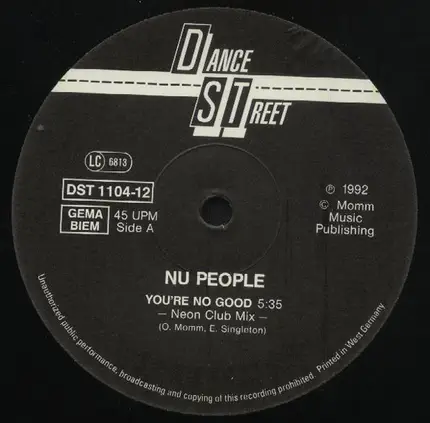 DANCE
STREET
LC 6813
DST 1104-12
GEMA
BIEM
45 UPM
Side A
℗ 1992
© Momm
Music
Publishing
NU PEOPLE
YOU'RE NO GOOD 5:35
– Neon Club Mix –
(O. Momm, E. Singleton)
Unauthorized public performance, broadcasting and copying of this recording prohibited. Printed in West Germany